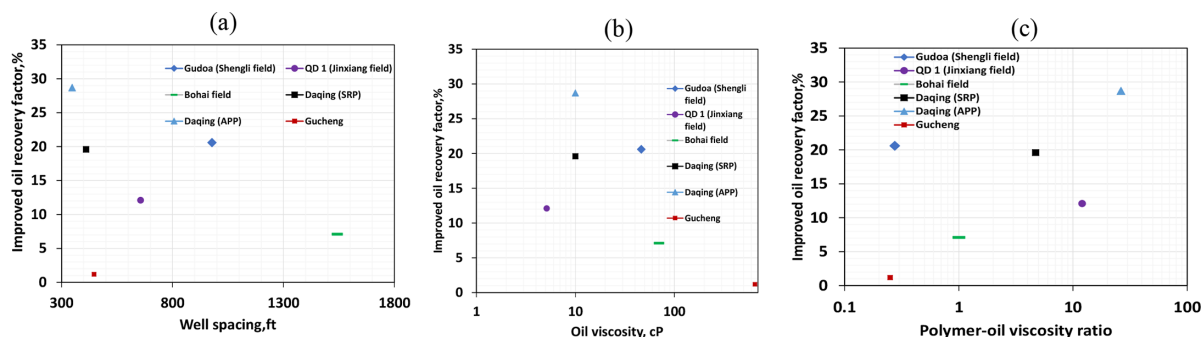 (a)
Improved oil recovery factor,%
35
30
25
20
15
10
5
0
Gudoa (Shengli field)
QD 1 (Jinxiang field)
Bohai field
Daqing (SRP)
Daqing (APP)
Gucheng
300
800
1300
1800
Well spacing,ft
(b)
Improved oil recovery factor,%
35
30
25
20
15
10
5
0
Gudoa (Shengli
field)
QD 1 (Jinxiang
field)
Bohai field
Daqing (SRP)
Daqing (APP)
Gucheng
1
10
100
Oil viscosity, cP
(c)
Improved oil recovery factor,%
35
30
25
20
15
10
5
0
Gudoa (Shengli field)
QD 1 (Jinxiang field)
Bohai field
Daqing (SRP)
Daqing (APP)
Gucheng
0.1
1
10
100
Polymer-oil viscosity ratio